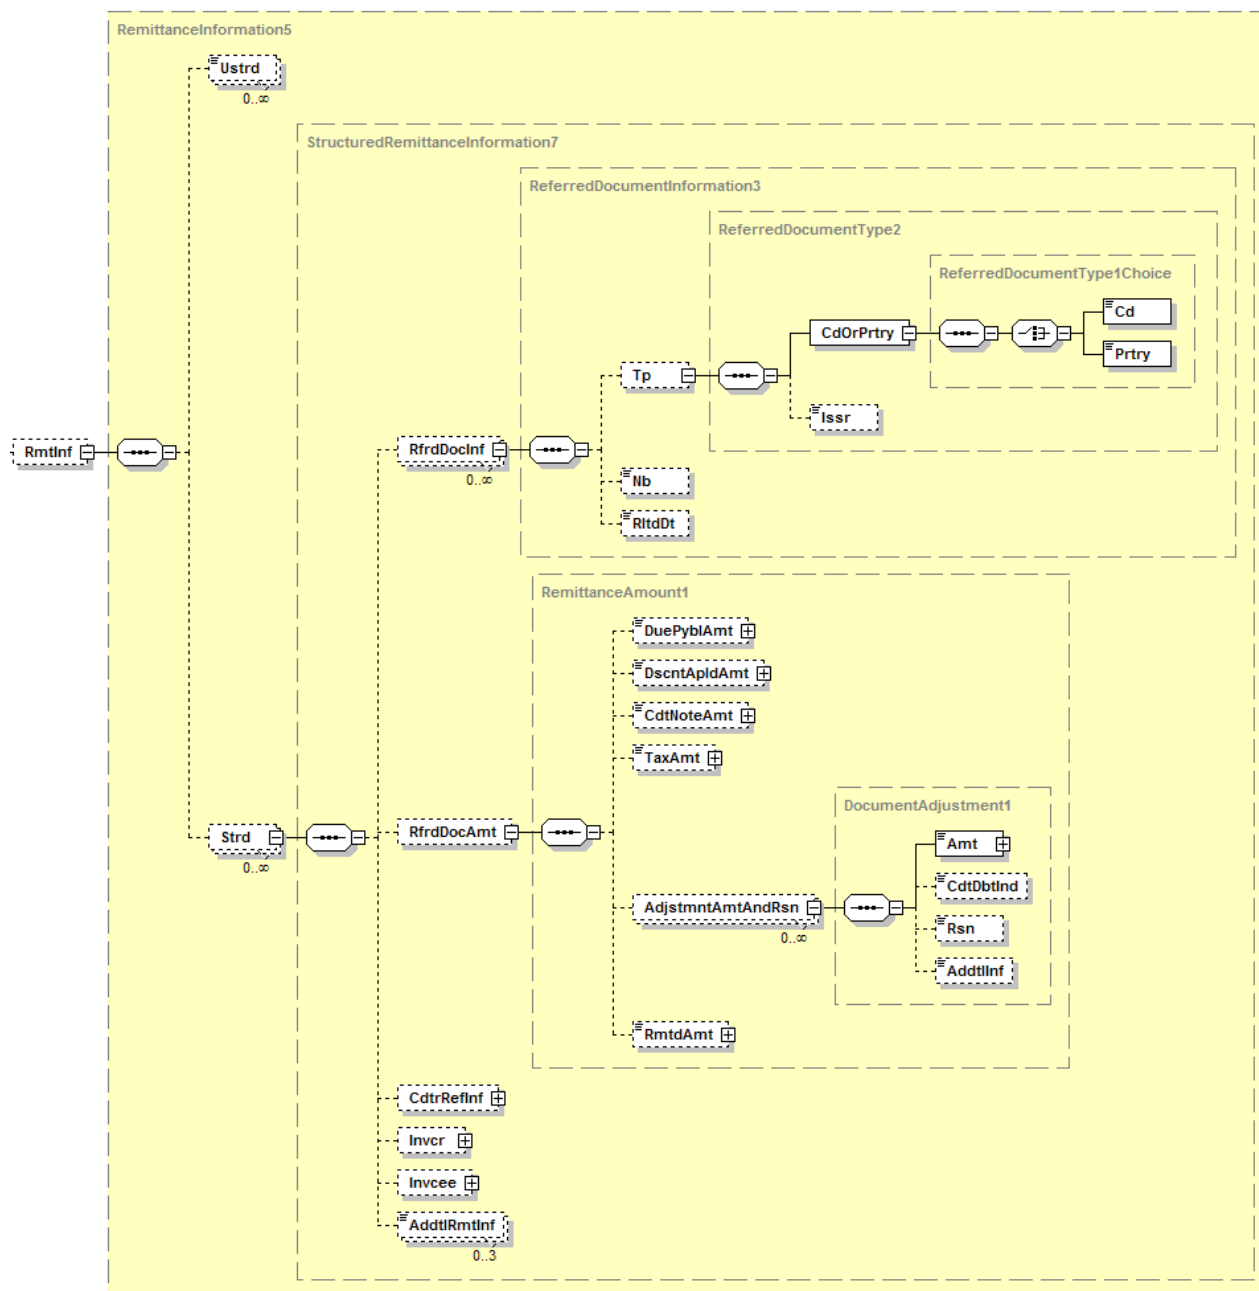 RemittanceInformation5
Ustrd
0..∞
StructuredRemittanceInformation7
ReferredDocumentInformation3
ReferredDocumentType2
ReferredDocumentType1Choice
Cd
CdOrPrtry
Prtry
Tp
Issr
RmtInf
RfrdDocInf
0..∞
Nb
RltdDt
RemittanceAmount1
DuePyblAmt
DscntApldAmt
CdtNoteAmt
TaxAmt
DocumentAdjustment1
Strd
0..∞
RfrdDocAmt
Amt
CdtDbtInd
AdjstmntAmtAndRsn
0..∞
Rsn
AddtlInf
RmtdAmt
CdtrRefInf
Invcr
Invcee
AddtlRmtInf
0..3